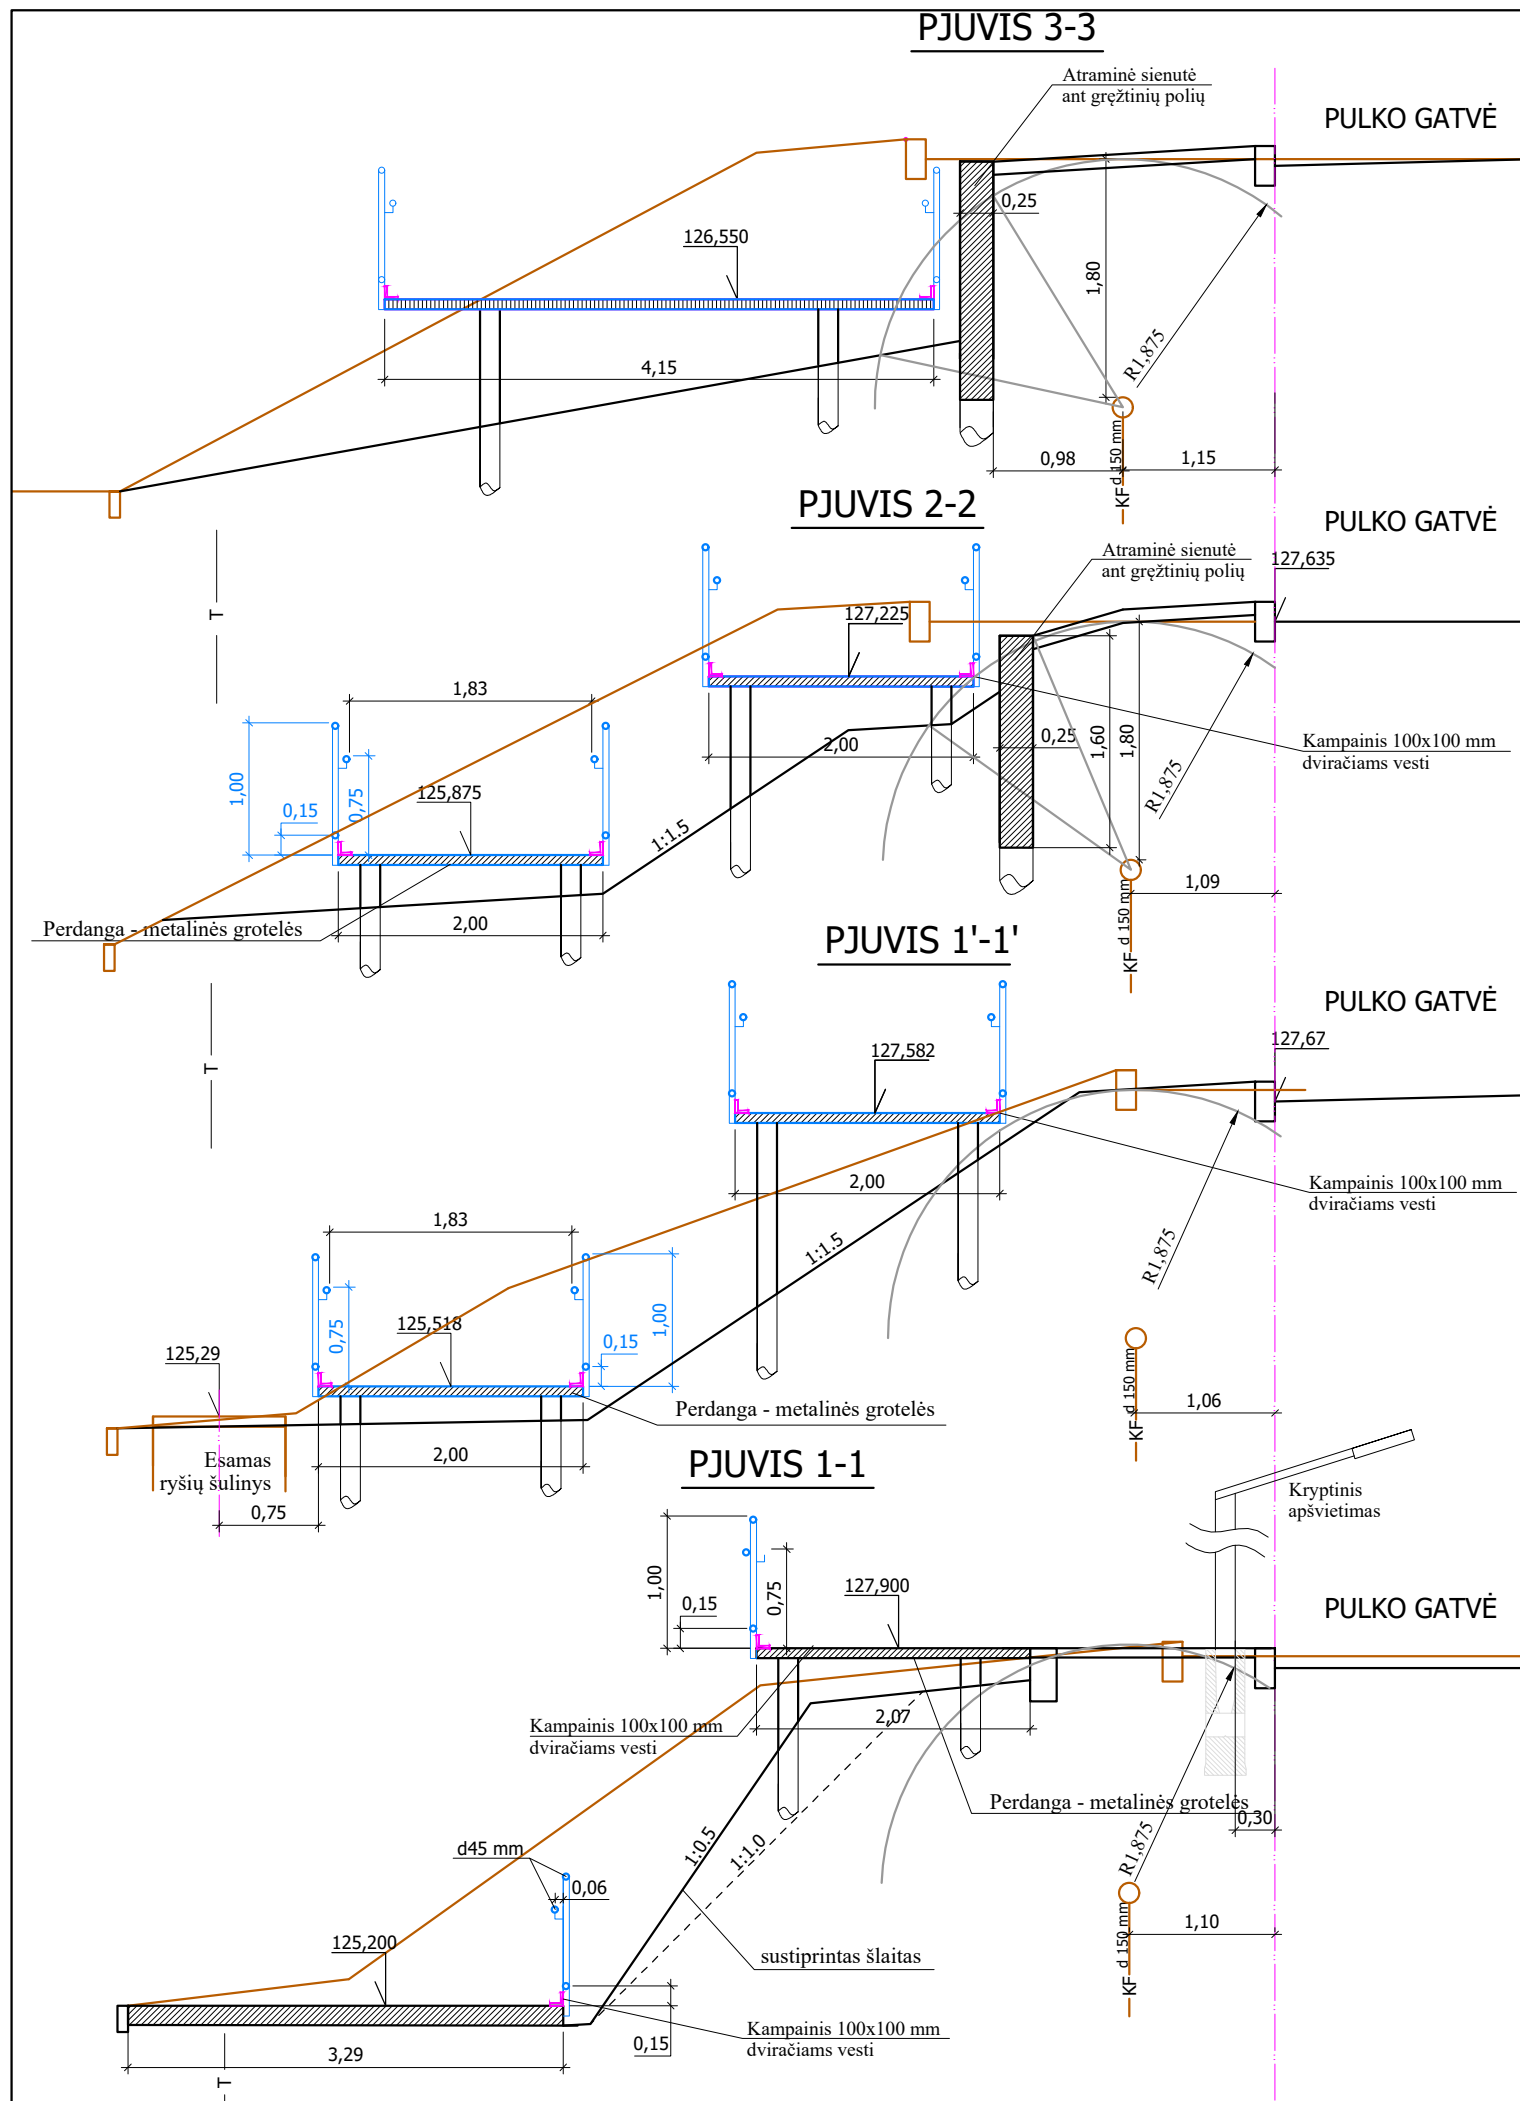 PJUVIS 3-3
Atraminė sienutė
ant gręžtinių polių
PULKO GATVĖ
0,25
126,550
1,80
R1,875
4,15
0,98
1,15
KF d 150 mm
PJUVIS 2-2
PULKO GATVĖ
Atraminė sienutė
ant gręžtinių polių
127,635
T
127,225
1,83
0,25
1,60
1,80
R1,875
Kampainis 100x100 mm
dviračiams vesti
2,00
1,00
0,15
0,75
125,875
1:1.5
1,09
Perdanga - metalinės grotelės
2,00
KF d 150 mm
PJUVIS 1'-1'
PULKO GATVĖ
T
127,582
127,67
2,00
Kampainis 100x100 mm
dviračiams vesti
1,83
1:1.5
R1,875
0,75
125,518
0,15
1,00
125,29
Perdanga - metalinės grotelės
KF d 150 mm
1,06
Esamas
ryšių šulinys
2,00
0,75
PJUVIS 1-1
Kryptinis
apšvietimas
1,00
0,15
0,75
127,900
PULKO GATVĖ
Kampainis 100x100 mm
dviračiams vesti
2,07
Perdanga - metalinės grotelės
0,30
1:0.5
1:1.0
R1,875
d45 mm
0,06
1,10
125,200
sustiprintas šlaitas
KF d 150 mm
Kampainis 100x100 mm
dviračiams vesti
0,15
3,29
T